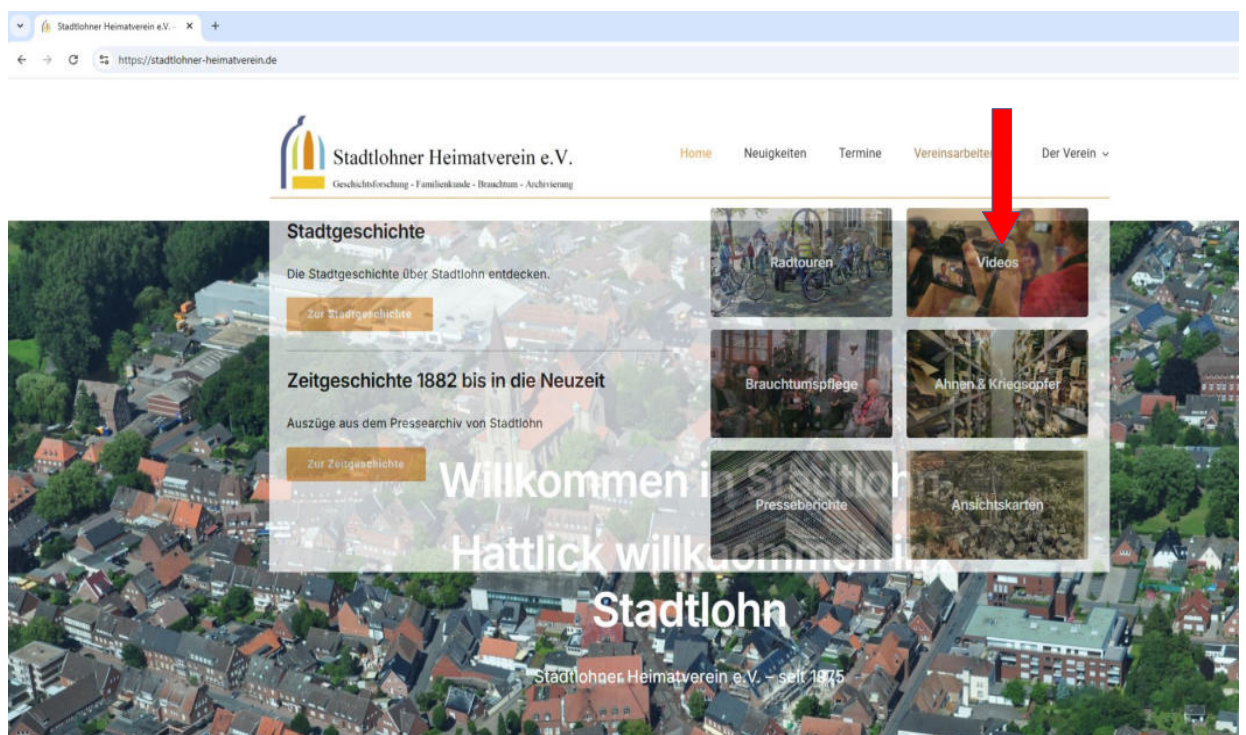 Stadtlohner Heimatverein e.V. -
https://stadtlohner-heimatverein.de
Stadtlohner Heimatverein e.V.
Geschichtsforschung - Familienkunde - Brauchtum - Archivierung
Home Neuigkeiten Termine Vereinsarbeiten Der Verein
Stadtgeschichte
Die Stadtgeschichte über Stadtlohn entdecken.
Zur Stadtgeschichte
Zeitgeschichte 1882 bis in die Neuzeit
Auszüge aus dem Pressearchiv von Stadtlohn
Zur Zeitgeschichte
Radtouren Videos
Brauchtumspflege Ahnen & Kriegsopfer
Presseberichte Ansichtskarten
Willkommen in Stadtlohn,
Hattlick willkaommen in
Stadtlohn
Stadtlohner Heimatverein e.V. – seit 1875